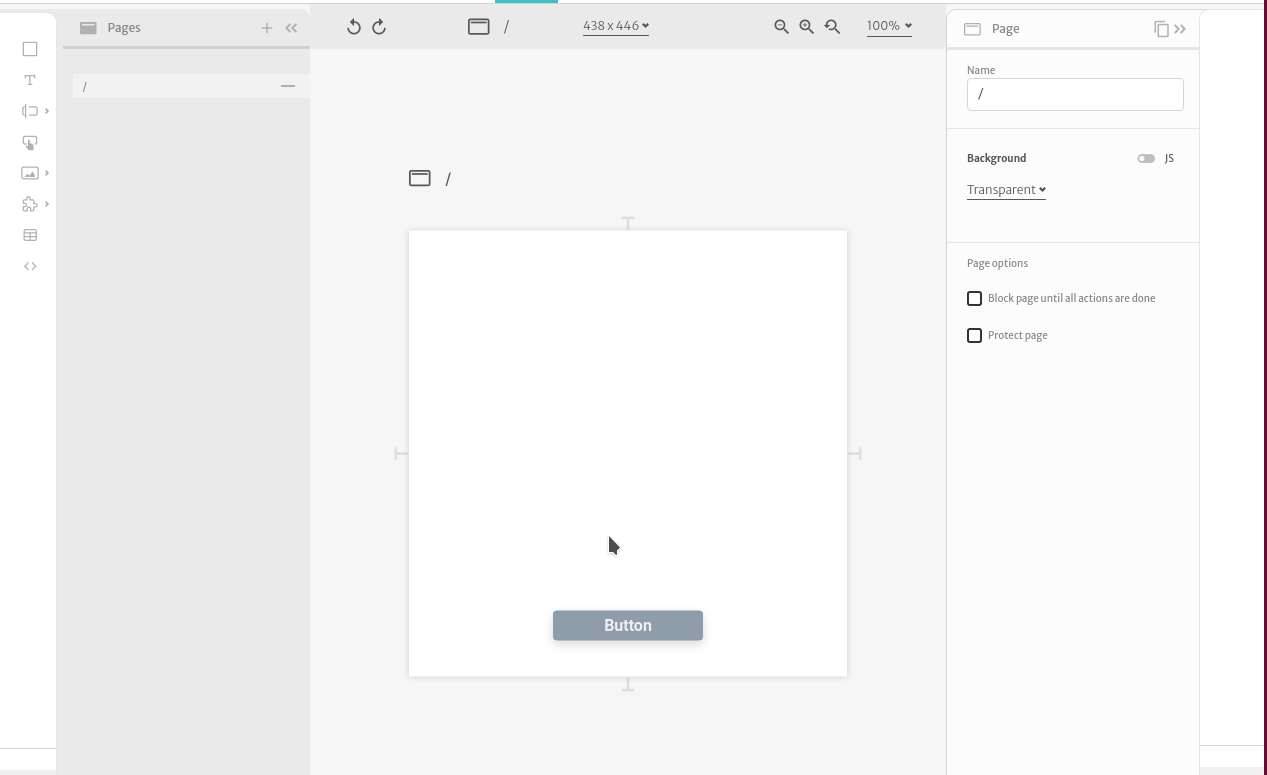 Pages
/
/
438 x 446
100%
/
Button
Page
Name
/
Background
JS
Transparent
Page options
Block page until all actions are done
Protect page